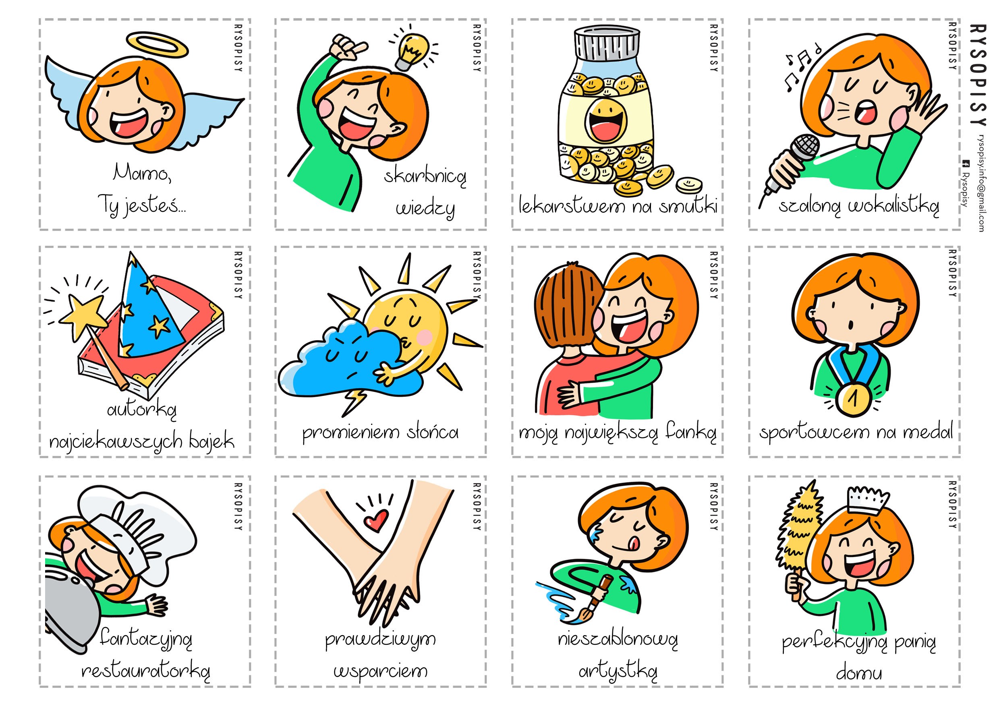 RYSOPISY
Mamo,
Ty jesteś...
RYSOPISY
skarbnicą
wiedzy
RYSOPISY
lekarstwem na smutki
RYSOPISY
szaloną wokalistką
RYSOPISY
RYSOPISY rysopisy.info@gmail.com
f Rysopisy
RYSOPISY
autorką
najciekawszych bajek
RYSOPISY
promieniem słońca
RYSOPISY
moją największą fanką
RYSOPISY
1
sportowcem na medal
RYSOPISY
fantazyjną
restauratorką
RYSOPISY
prawdziwym
wsparciem
RYSOPISY
nieszablonową
artystką
RYSOPISY
perfekcyjną panią
domu